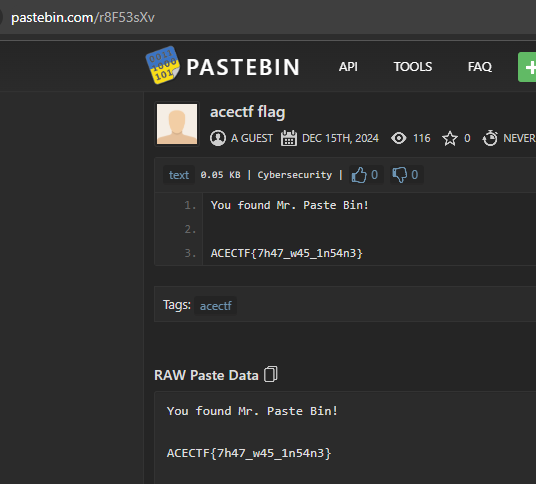 pastebin.com/r8F53sXv
PASTEBIN API TOOLS FAQ +
acectf flag
A GUEST DEC 15TH, 2024 116 0 NEVER
text 0.05 KB | Cybersecurity | 0 0
1. You found Mr. Paste Bin!
2.
3. ACECTF{7h47_w45_1n54n3}
Tags: acectf
RAW Paste Data
You found Mr. Paste Bin!
ACECTF{7h47_w45_1n54n3}